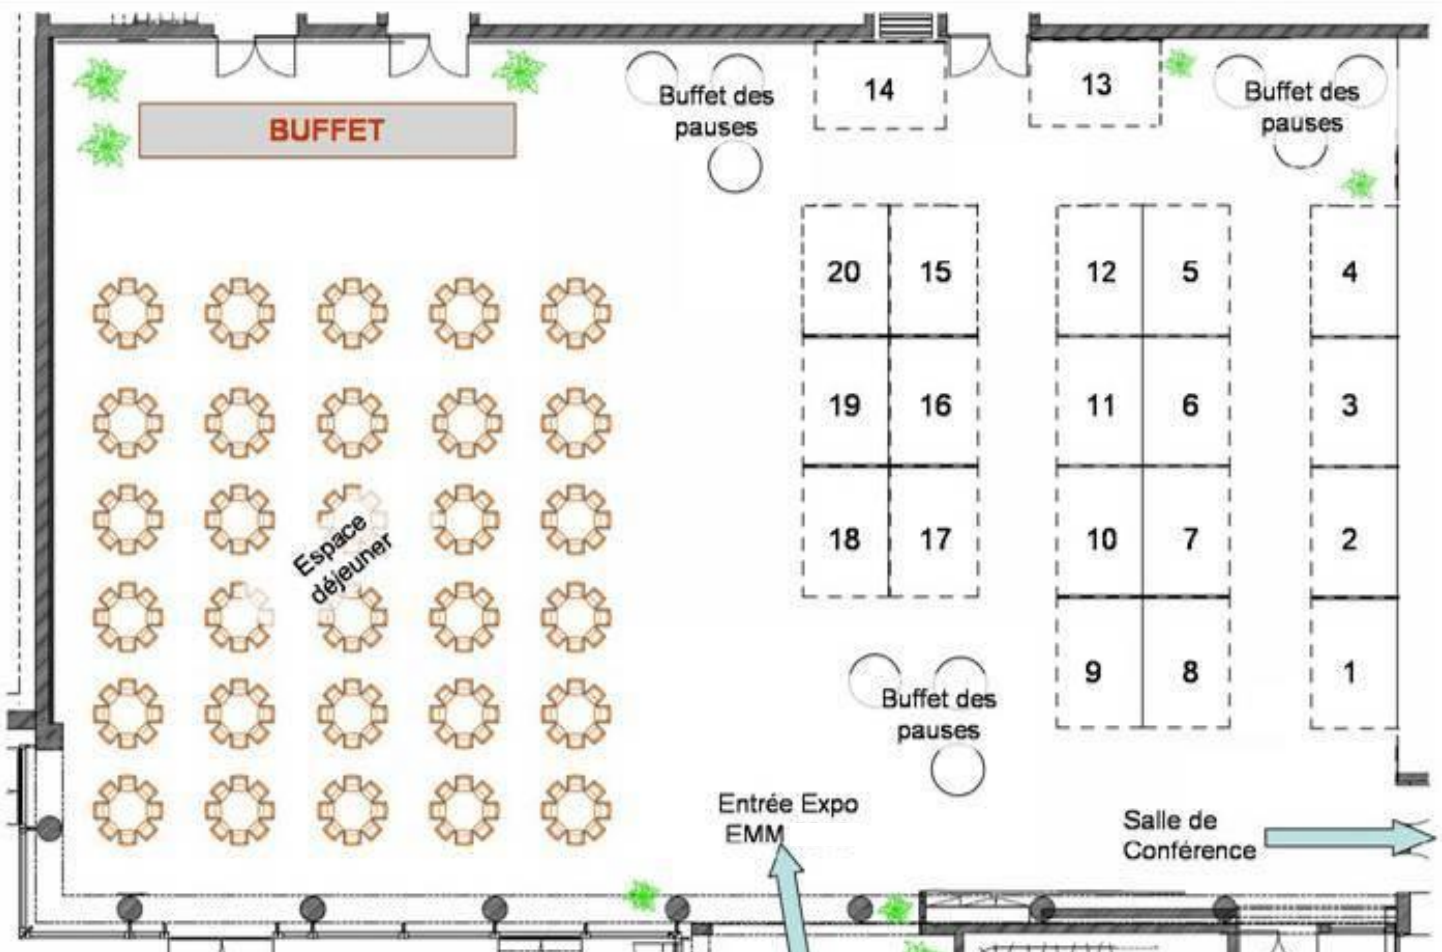 Buffet des
pauses
14
13
Buffet des
pauses
BUFFET
20
15
12
5
4
19
16
11
6
3
Espace
déjeuner
18
17
10
7
2
9
8
1
Buffet des
pauses
Entrée Expo
EMM
Salle de
Conférence